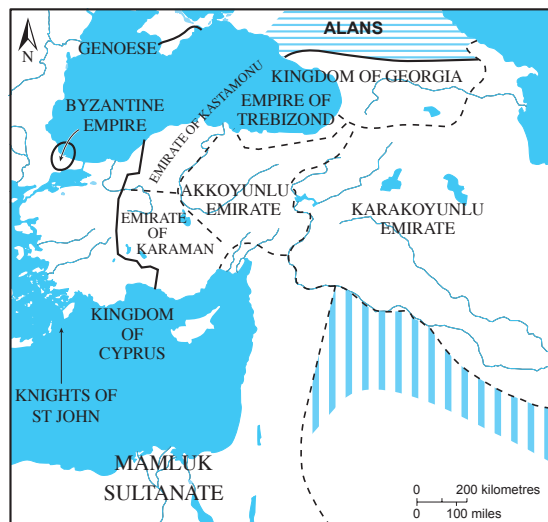 ALANS
GENOESE
N
KINGDOM OF GEORGIA
BYZANTINE
EMPIRE
EMIRATE OF KASTAMONU
EMPIRE OF
TREBIZOND
AKKOYUNLU
EMIRATE
KARAKOYUNLU
EMIRATE
EMIRATE
OF
KARAMAN
KINGDOM
OF
CYPRUS
KNIGHTS OF
ST JOHN
MAMLUK
SULTANATE
0 200 kilometres
0 100 miles